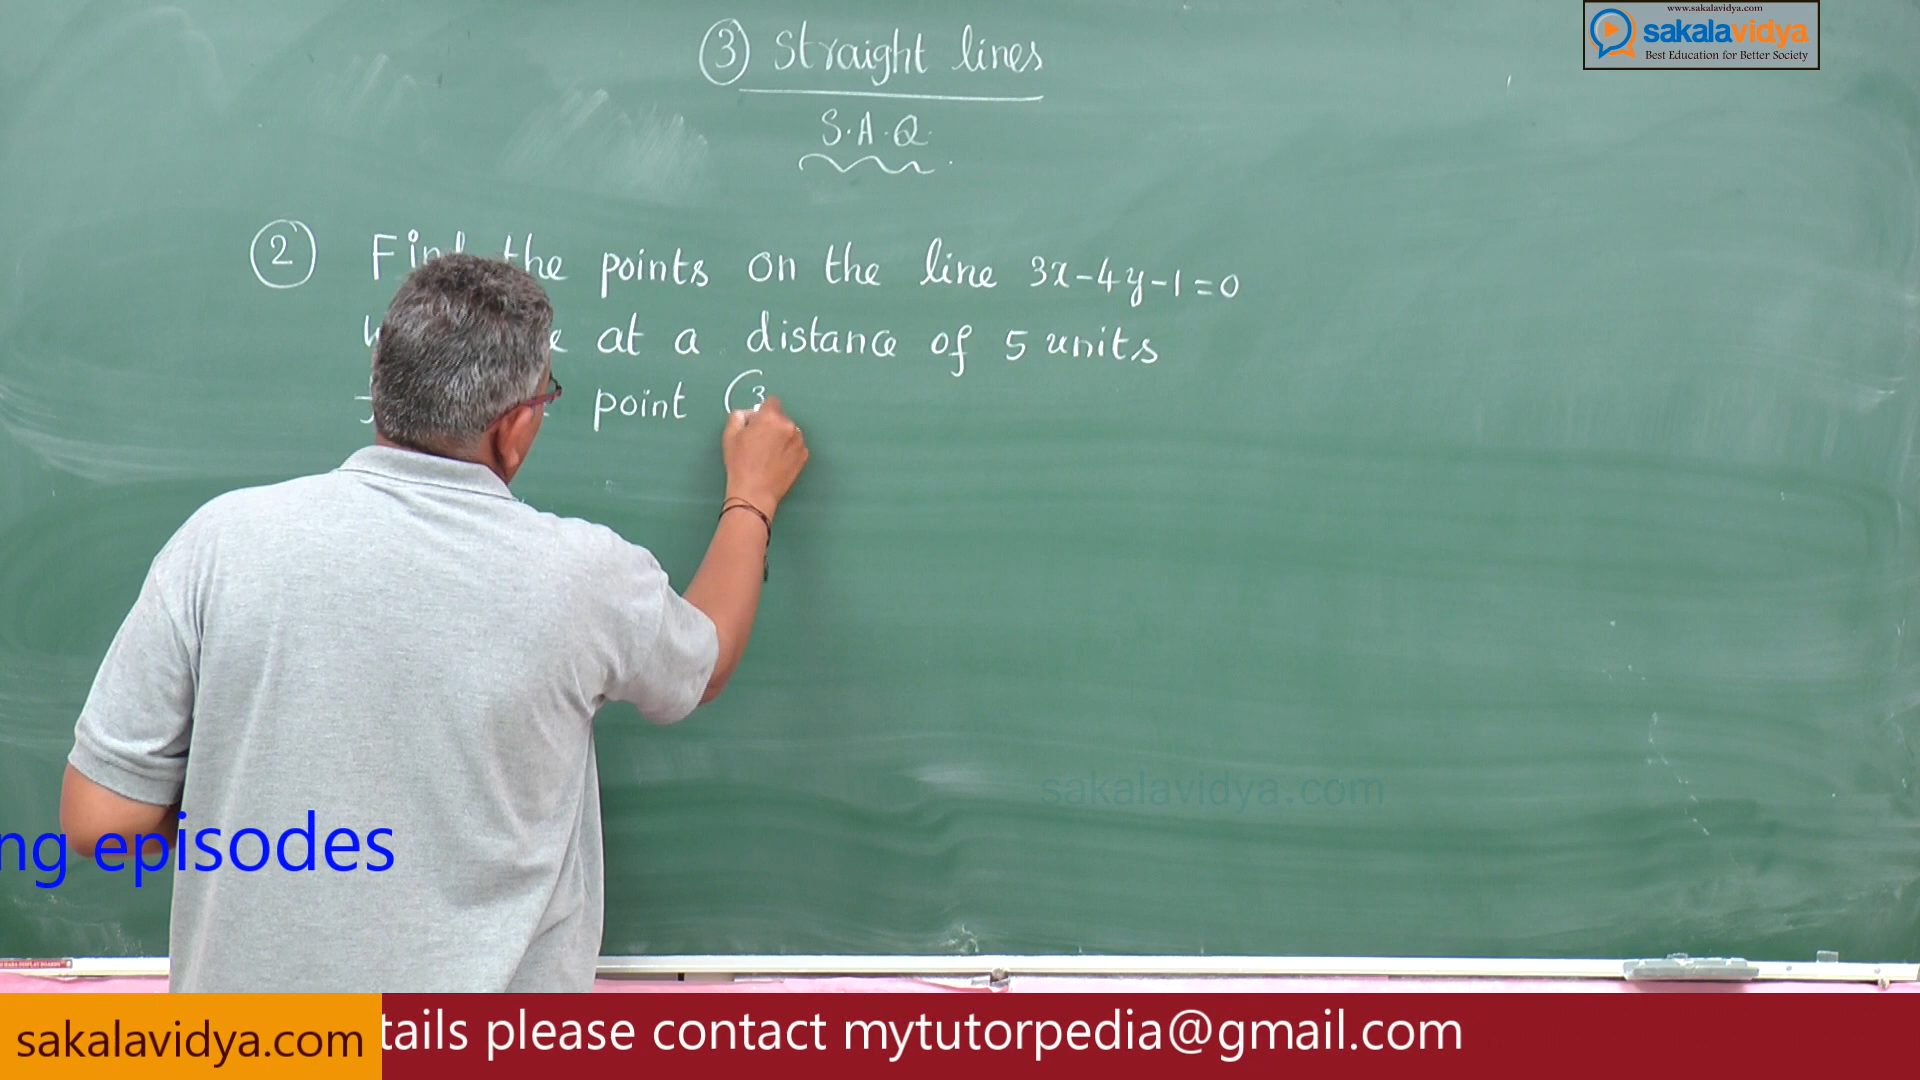 www.sakalavidya.com
sakalavidya
Best Education for Better Society
③ Straight lines
S.A.Q.
② the points on the line 3x-4y-1=0
at a distance of 5 units
point (3
sakalavidya.com
ng episodes
sakalavidya.com
tails please contact mytutorpedia@gmail.com